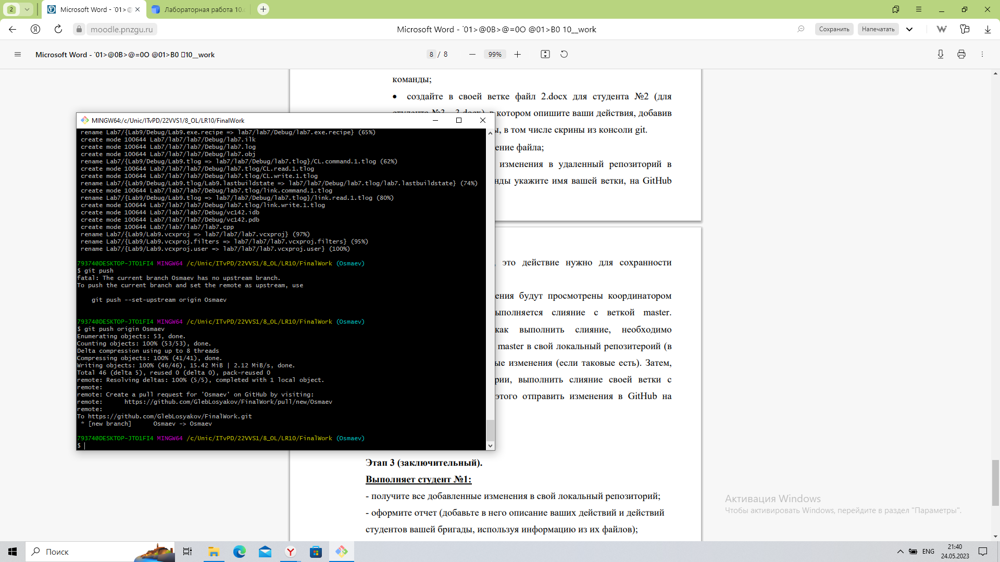 2
Microsoft Word - '01>@
Лабораторная работа 10.
moodle.pnzgu.ru
Microsoft Word - '01>@0B>@=0O @01>B0 10__work
Сохранить
Напечатать
Microsoft Word - '01>@0B>@=0O @01>B0 10__work
8 / 8
99%
команды;
• создайте в своей ветке файл 2.docx для студента №2 (для
в котором опишите ваши действия, добавив
ы, в том числе скрины из консоли git.
ение файла;
изменения в удаленный репозиторий в
нды укажите имя вашей ветки, на GitHub
MINGW64:/c/Unic/ITvPD/22VVS1/8_OL/LR10/FinalWork
rename Lab7/{Lab9/Debug/Lab9.exe.recipe => lab7/lab7/Debug/lab7.exe.recipe} (65%)
create mode 100644 Lab7/lab7/lab7/Debug/lab7.ilk
create mode 100644 Lab7/lab7/lab7/Debug/lab7.log
create mode 100644 Lab7/lab7/lab7/Debug/lab7.obj
rename Lab7/{Lab9/Debug/Lab9.tlog => lab7/lab7/Debug/lab7.tlog}/CL.command.1.tlog (62%)
create mode 100644 Lab7/lab7/lab7/Debug/lab7.tlog/CL.read.1.tlog
create mode 100644 Lab7/lab7/lab7/Debug/lab7.tlog/CL.write.1.tlog
rename Lab7/{Lab9/Debug/Lab9.tlog/Lab9.lastbuildstate => lab7/lab7/Debug/lab7.tlog/lab7.lastbuildstate} (74%)
create mode 100644 Lab7/lab7/lab7/Debug/lab7.tlog/link.command.1.tlog
rename Lab7/{Lab9/Debug/Lab9.tlog => lab7/lab7/Debug/lab7.tlog}/link.read.1.tlog (80%)
create mode 100644 Lab7/lab7/lab7/Debug/lab7.tlog/link.write.1.tlog
create mode 100644 Lab7/lab7/lab7/Debug/vc142.idb
create mode 100644 Lab7/lab7/lab7/Debug/vc142.pdb
create mode 100644 Lab7/lab7/lab7/lab7.cpp
rename Lab7/{Lab9/Lab9.vcxproj => lab7/lab7/lab7.vcxproj} (97%)
rename Lab7/{Lab9/Lab9.vcxproj.filters => lab7/lab7/lab7.vcxproj.filters} (95%)
rename Lab7/{Lab9/Lab9.vcxproj.user => lab7/lab7/lab7.vcxproj.user} (100%)
79374@DESKTOP-JTO1FI4 MINGW64 /c/Unic/ITvPD/22VVS1/8_OL/LR10/FinalWork (Osmaev)
$ git push
fatal: The current branch Osmaev has no upstream branch.
To push the current branch and set the remote as upstream, use
git push --set-upstream origin Osmaev
79374@DESKTOP-JTO1FI4 MINGW64 /c/Unic/ITvPD/22VVS1/8_OL/LR10/FinalWork (Osmaev)
$ git push origin Osmaev
Enumerating objects: 53, done.
Counting objects: 100% (53/53), done.
Delta compression using up to 8 threads
Compressing objects: 100% (41/41), done.
Writing objects: 100% (46/46), 15.42 MiB | 2.12 MiB/s, done.
Total 46 (delta 5), reused 0 (delta 0), pack-reused 0
remote: Resolving deltas: 100% (5/5), completed with 1 local object.
remote:
remote: Create a pull request for 'Osmaev' on GitHub by visiting:
remote: https://github.com/GlebLosyakov/FinalWork/pull/new/Osmaev
remote:
To https://github.com/GlebLosyakov/FinalWork.git
* [new branch] Osmaev -> Osmaev
79374@DESKTOP-JTO1FI4 MINGW64 /c/Unic/ITvPD/22VVS1/8_OL/LR10/FinalWork (Osmaev)
$
это действие нужно для сохранности
ения будут просмотрены координатором
ыполняется слияние с веткой master.
как выполнить слияние, необходимо
master в свой локальный репозитероий (в
ые изменения (если таковые есть). Затем,
рии, выполнить слияние своей ветки с
этого отправить изменения в GitHub на
Этап 3 (заключительный).
Выполняет студент №1:
- получите все добавленные изменения в свой локальный репозиторий;
- оформите отчет (добавьте в него описание ваших действий и действий
студентов вашей бригады, используя информацию из их файлов);
Активация Windows
Чтобы активировать Windows, перейдите в раздел "Параметры".
Поиск
ENG
21:40
24.05.2023